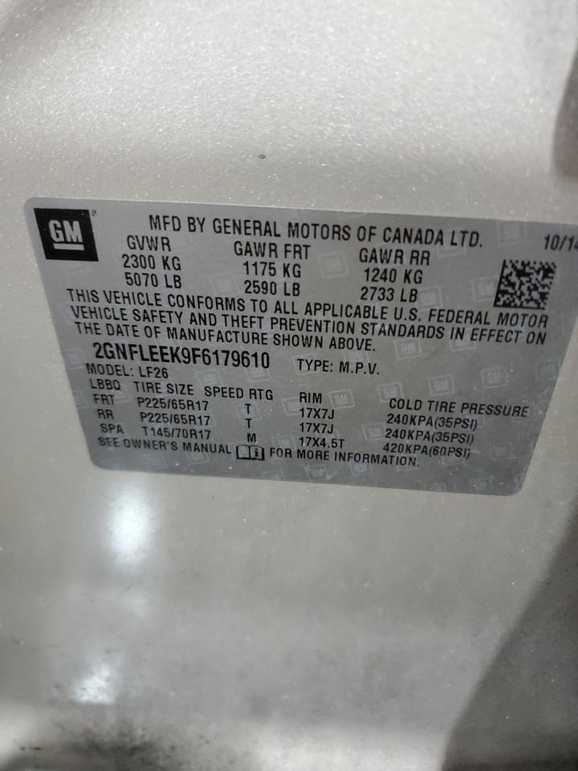 GM
MFD BY GENERAL MOTORS OF CANADA LTD. 10/14
GVWR GAWR FRT GAWR RR
2300 KG 1175 KG 1240 KG
5070 LB 2590 LB 2733 LB
THIS VEHICLE CONFORMS TO ALL APPLICABLE U.S. FEDERAL MOTOR
VEHICLE SAFETY AND THEFT PREVENTION STANDARDS IN EFFECT ON
THE DATE OF MANUFACTURE SHOWN ABOVE.
2GNFLEEK9F6179610 TYPE: M.P.V.
MODEL: LF26
LBBQ TIRE SIZE SPEED RTG RIM COLD TIRE PRESSURE
FRT P225/65R17 T 17X7J 240KPA(35PSI)
RR P225/65R17 T 17X7J 240KPA(35PSI)
SPA T145/70R17 M 17X4.5T 420KPA(60PSI)
SEE OWNER'S MANUAL FOR MORE INFORMATION.